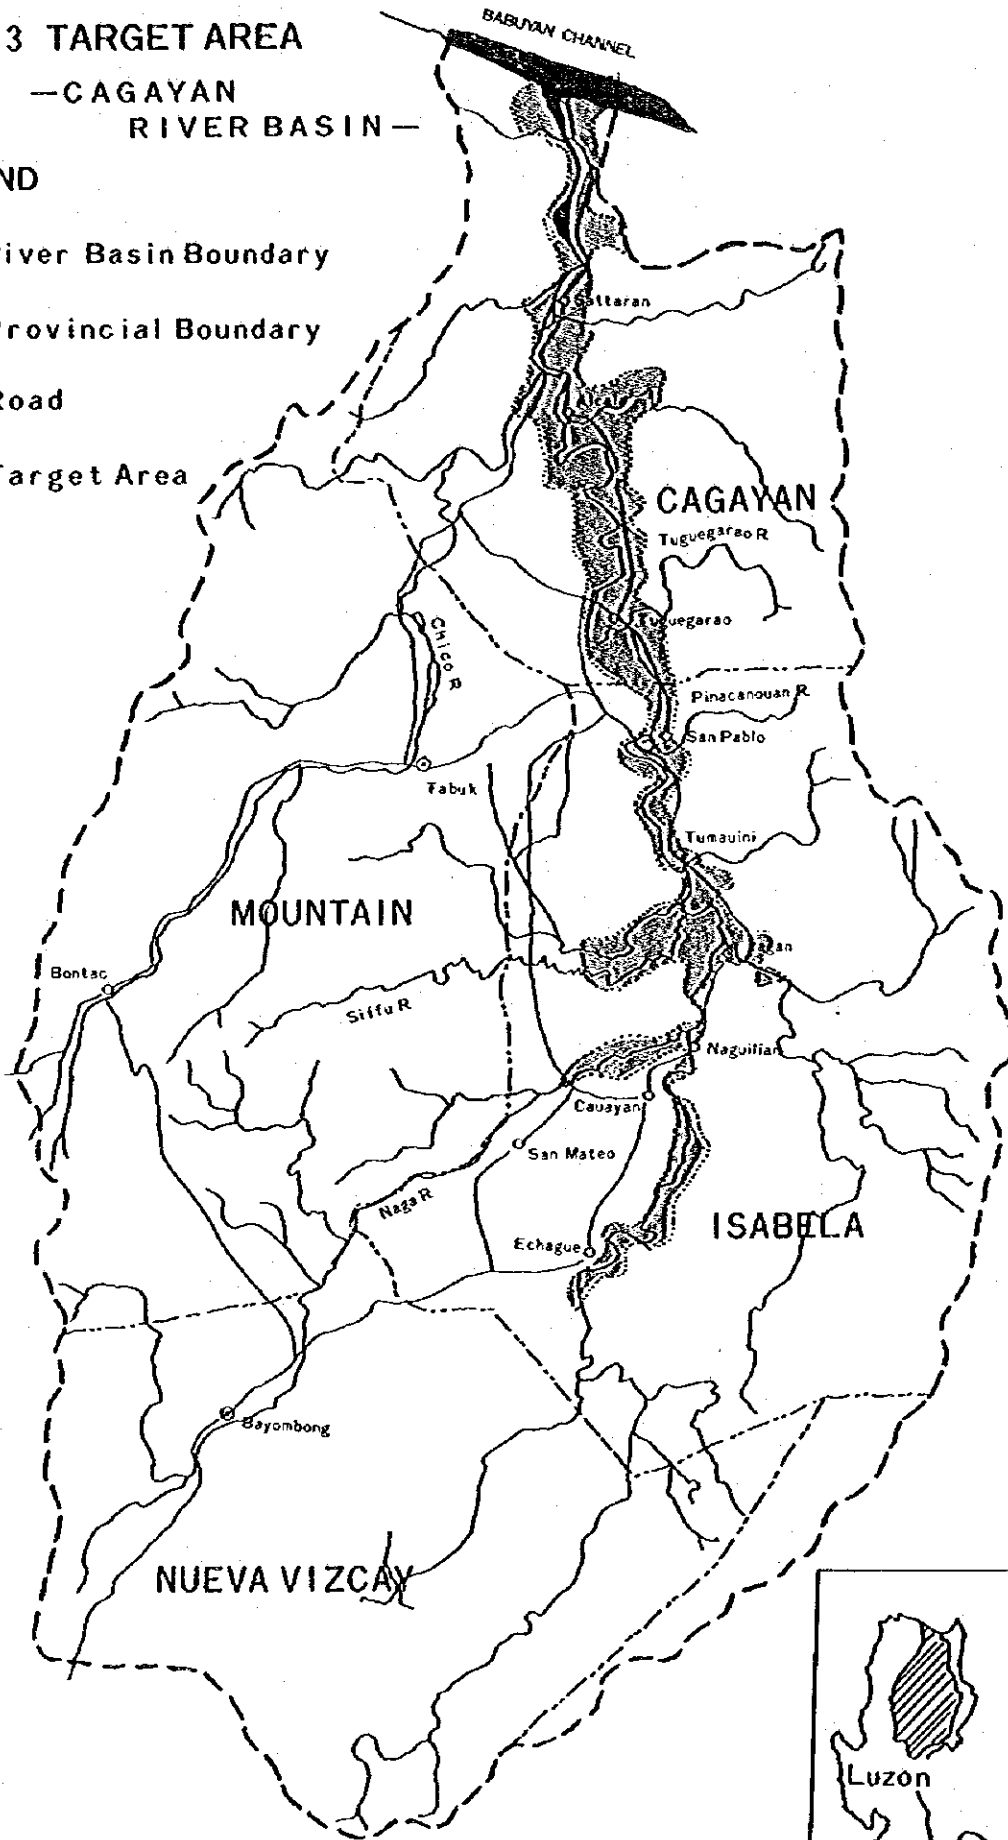 3 TARGET AREA
—CAGAYAN
RIVER BASIN—
BABUYAN CHANNEL
ND
iver Basin Boundary
rovincial Boundary
oad
arget Area
CAGAYAN
Tuguegarao R
Tuguegarao
Chico R
Pinacanouan R
San Pablo
Tabuk
Tumauini
MOUNTAIN
Bontac
Siffu R
Naguilian
Cauayan
San Mateo
Naga R
ISABELA
Echague
Bayombong
NUEVA VIZCAY
Luzon